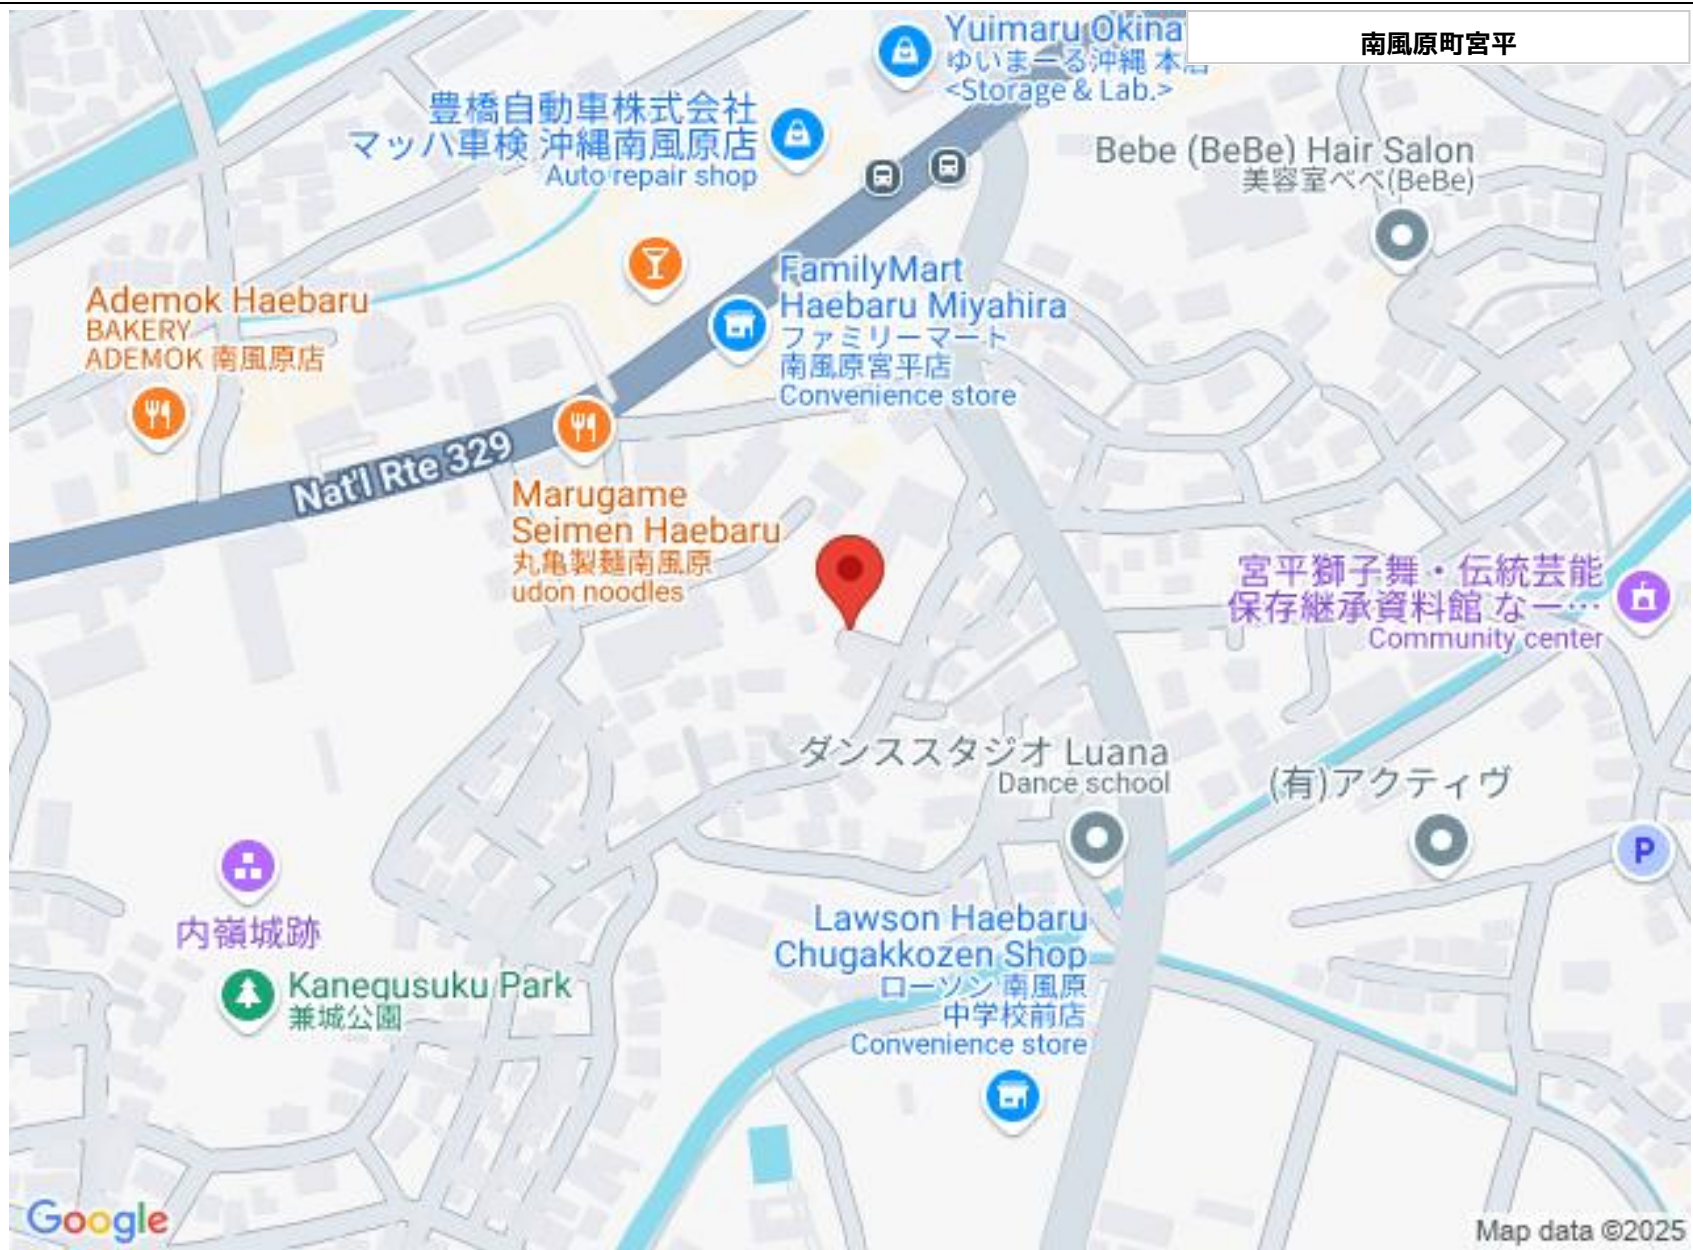 Yuimaru Okina
ゆいまーる沖縄 本店
<Storage & Lab.>
南風原町宮平
豊橋自動車株式会社
マッハ車検 沖縄南風原店
Auto repair shop
Bebe (BeBe) Hair Salon
美容室べべ(BeBe)
FamilyMart
Haebaru Miyahira
ファミリーマート
南風原宮平店
Convenience store
Ademok Haebaru
BAKERY
ADEMOK 南風原店
Nat'l Rte 329
Marugame
Seimen Haebaru
丸亀製麺南風原
udon noodles
宮平獅子舞・伝統芸能
保存継承資料館 なー…
Community center
ダンススタジオ Luana
Dance school
(有)アクティヴ
P
内嶺城跡
Kanegusuku Park
兼城公園
Lawson Haebaru
Chugakkozen Shop
ローソン 南風原
中学校前店
Convenience store
Google
Map data ©2025